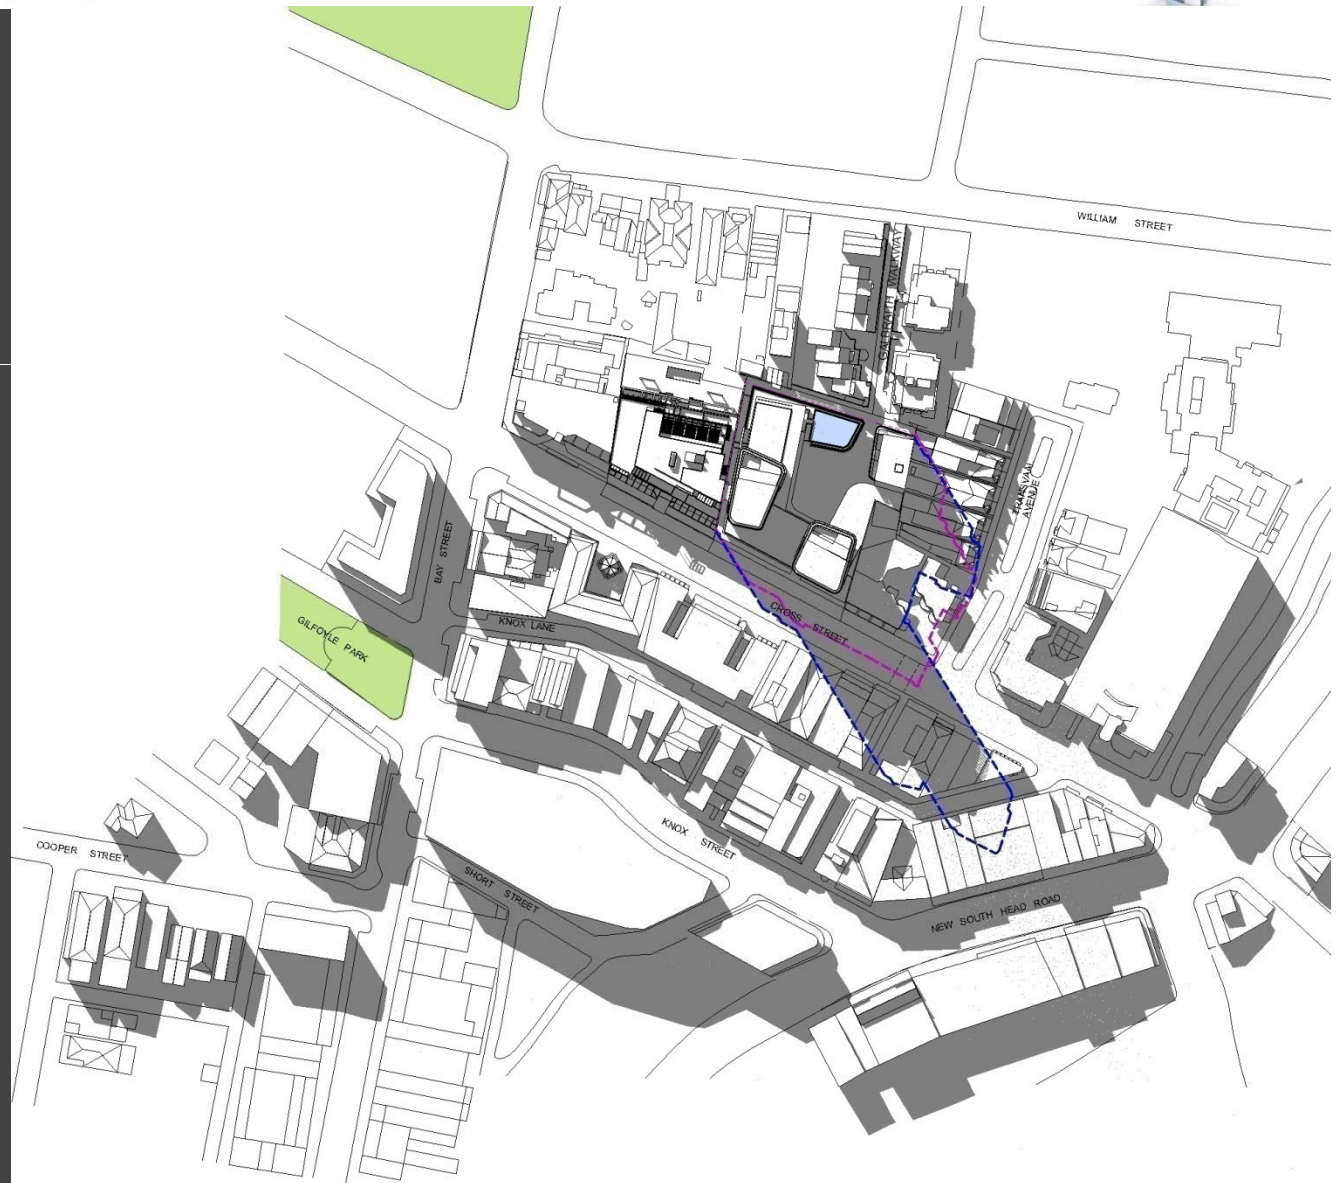 WILLIAM STREET
GALBRAITH WALKWAY
TRANSVAAL
AVENUE
BAY STREET
CROSS STREET
KNOX LANE
GILFOYLE PARK
KNOX STREET
COOPER STREET
SHORT STREET
NEW SOUTH HEAD ROAD